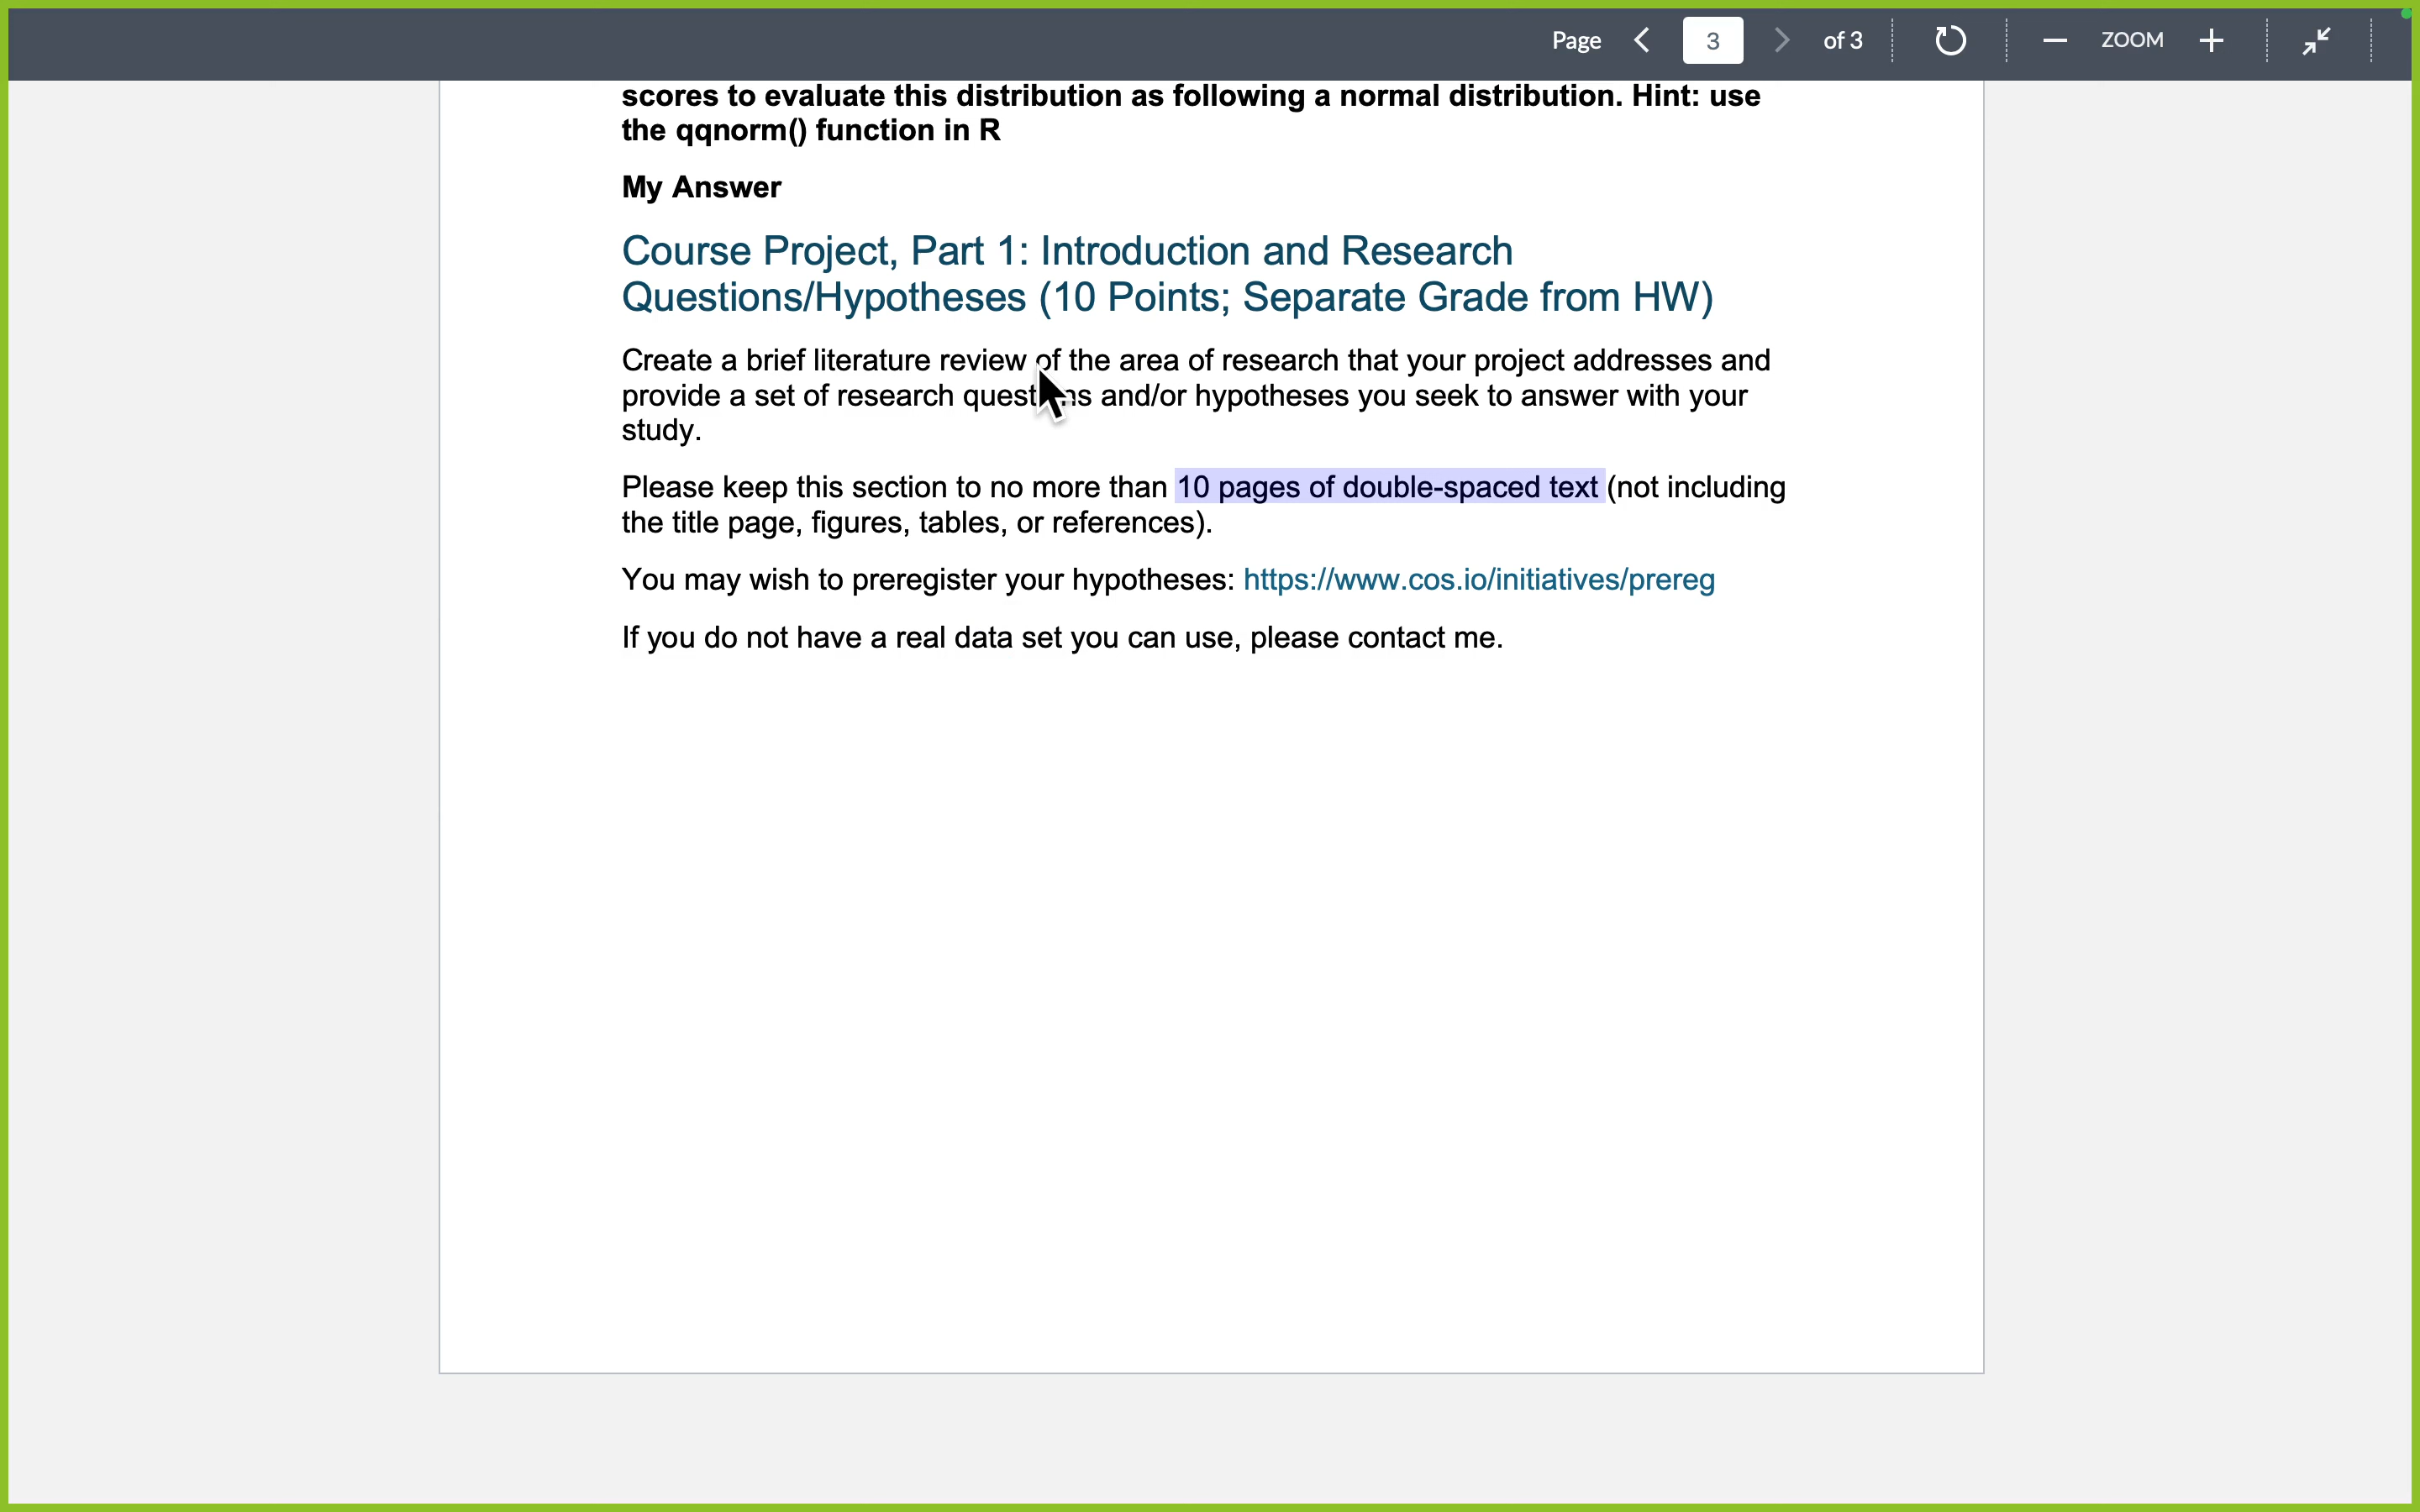 Page 3 of 3 ZOOM
scores to evaluate this distribution as following a normal distribution. Hint: use
the qqnorm() function in R
My Answer
Course Project, Part 1: Introduction and Research
Questions/Hypotheses (10 Points; Separate Grade from HW)
Create a brief literature review of the area of research that your project addresses and
provide a set of research questions and/or hypotheses you seek to answer with your
study.
Please keep this section to no more than 10 pages of double-spaced text (not including
the title page, figures, tables, or references).
You may wish to preregister your hypotheses: https://www.cos.io/initiatives/prereg
If you do not have a real data set you can use, please contact me.